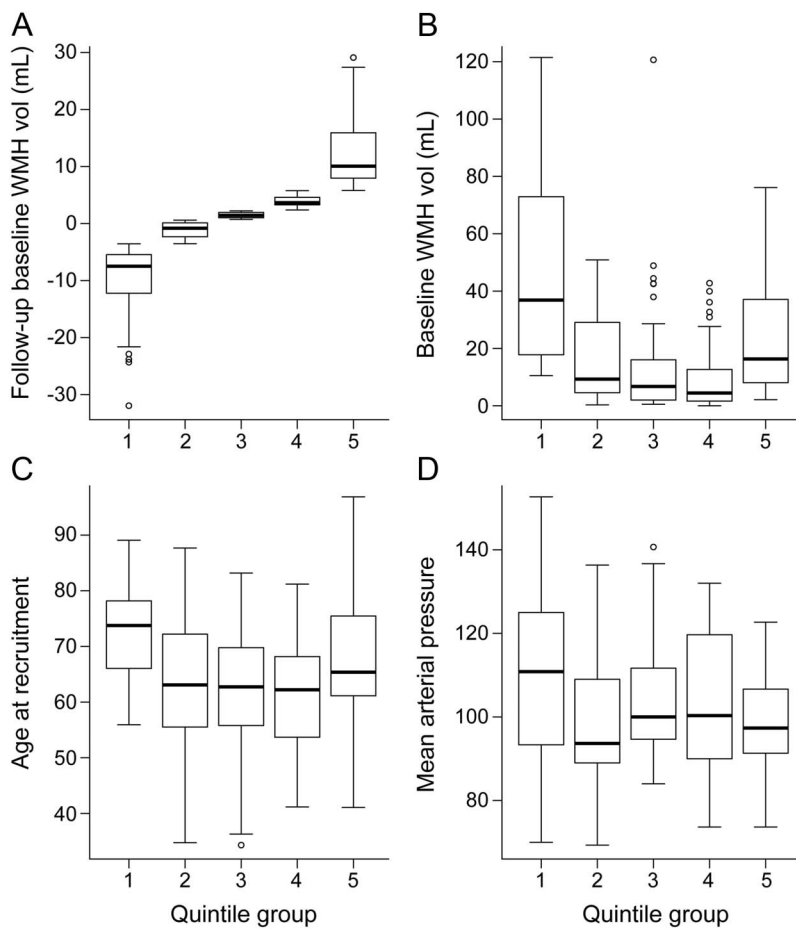 A
Follow-up baseline WMH vol (mL)
30
20
10
0
-10
-20
-30
1 2 3 4 5
B
Baseline WMH vol (mL)
120
100
80
60
40
20
0
1 2 3 4 5
C
Age at recruitment
90
80
70
60
50
40
1 2 3 4 5
Quintile group
D
Mean arterial pressure
140
120
100
80
1 2 3 4 5
Quintile group